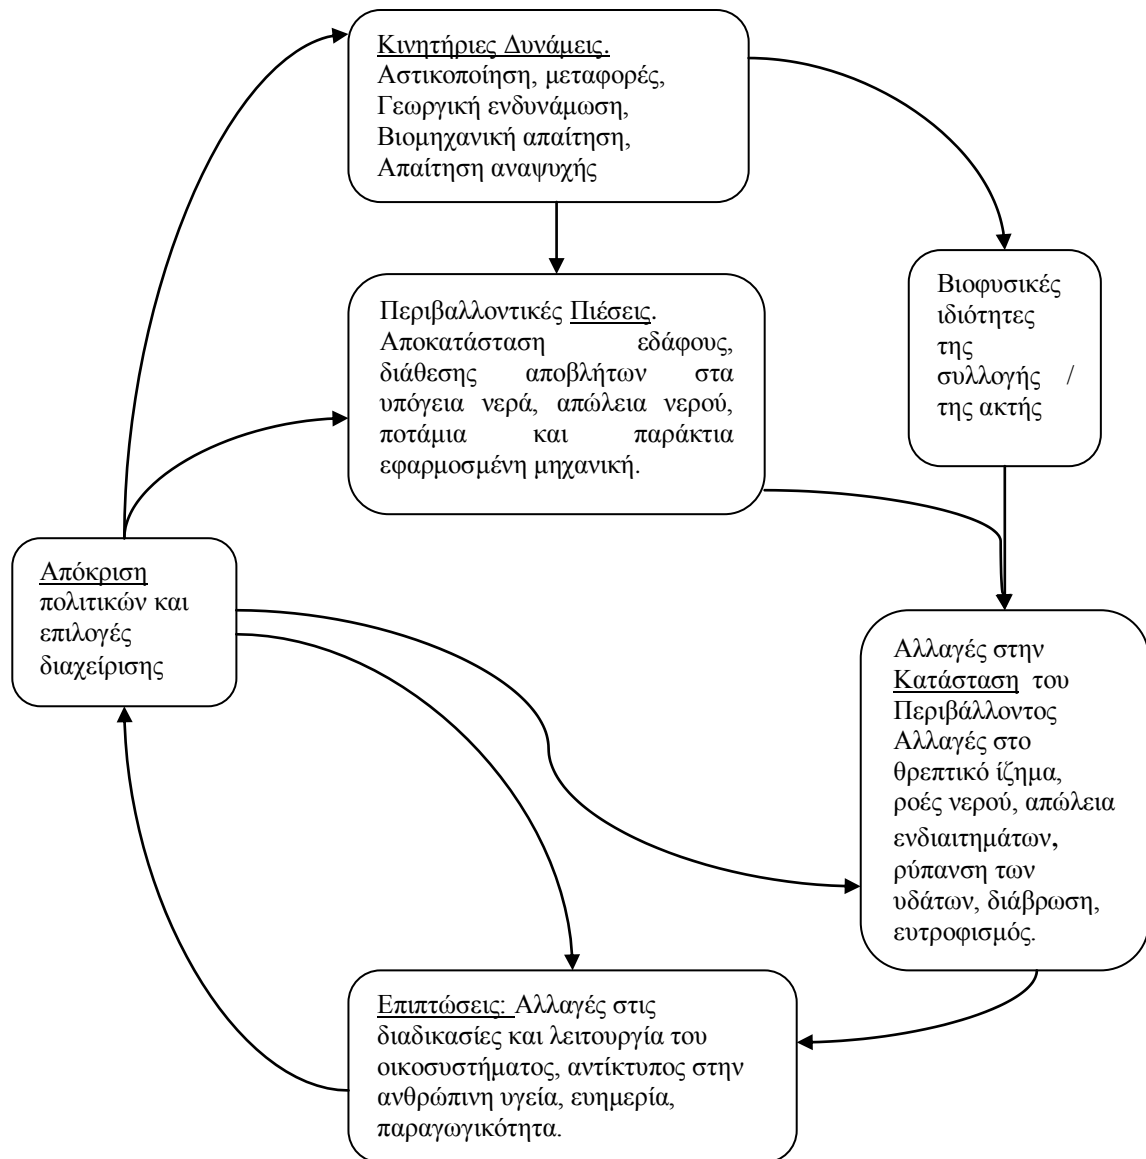 Κινητήριες Δυνάμεις.
Αστικοποίηση, μεταφορές,
Γεωργική ενδυνάμωση,
Βιομηχανική απαίτηση,
Απαίτηση αναψυχής
Περιβαλλοντικές Πιέσεις.
Αποκατάσταση εδάφους,
διάθεσης αποβλήτων στα
υπόγεια νερά, απώλεια νερού,
ποτάμια και παράκτια
εφαρμοσμένη μηχανική.
Βιοφυσικές
ιδιότητες
της
συλλογής /
της ακτής
Απόκριση
πολιτικών και
επιλογές
διαχείρισης
Αλλαγές στην
Κατάσταση του
Περιβάλλοντος
Αλλαγές στο
θρεπτικό ίζημα,
ροές νερού, απώλεια
ενδιαιτημάτων,
ρύπανση των
υδάτων, διάβρωση,
ευτροφισμός.
Επιπτώσεις: Αλλαγές στις
διαδικασίες και λειτουργία του
οικοσυστήματος, αντίκτυπος στην
ανθρώπινη υγεία, ευημερία,
παραγωγικότητα.